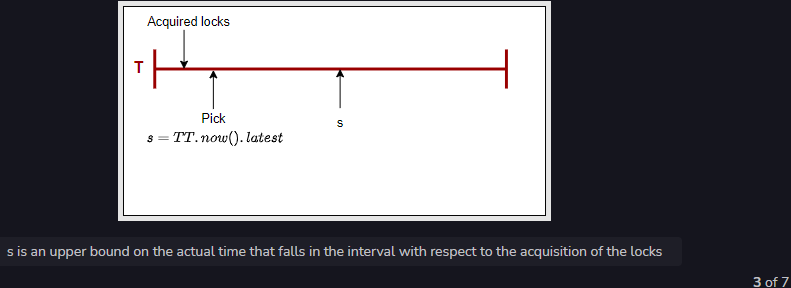 Acquired locks
T
Pick
s
s = TT.now().latest
s is an upper bound on the actual time that falls in the interval with respect to the acquisition of the locks
3 of 7